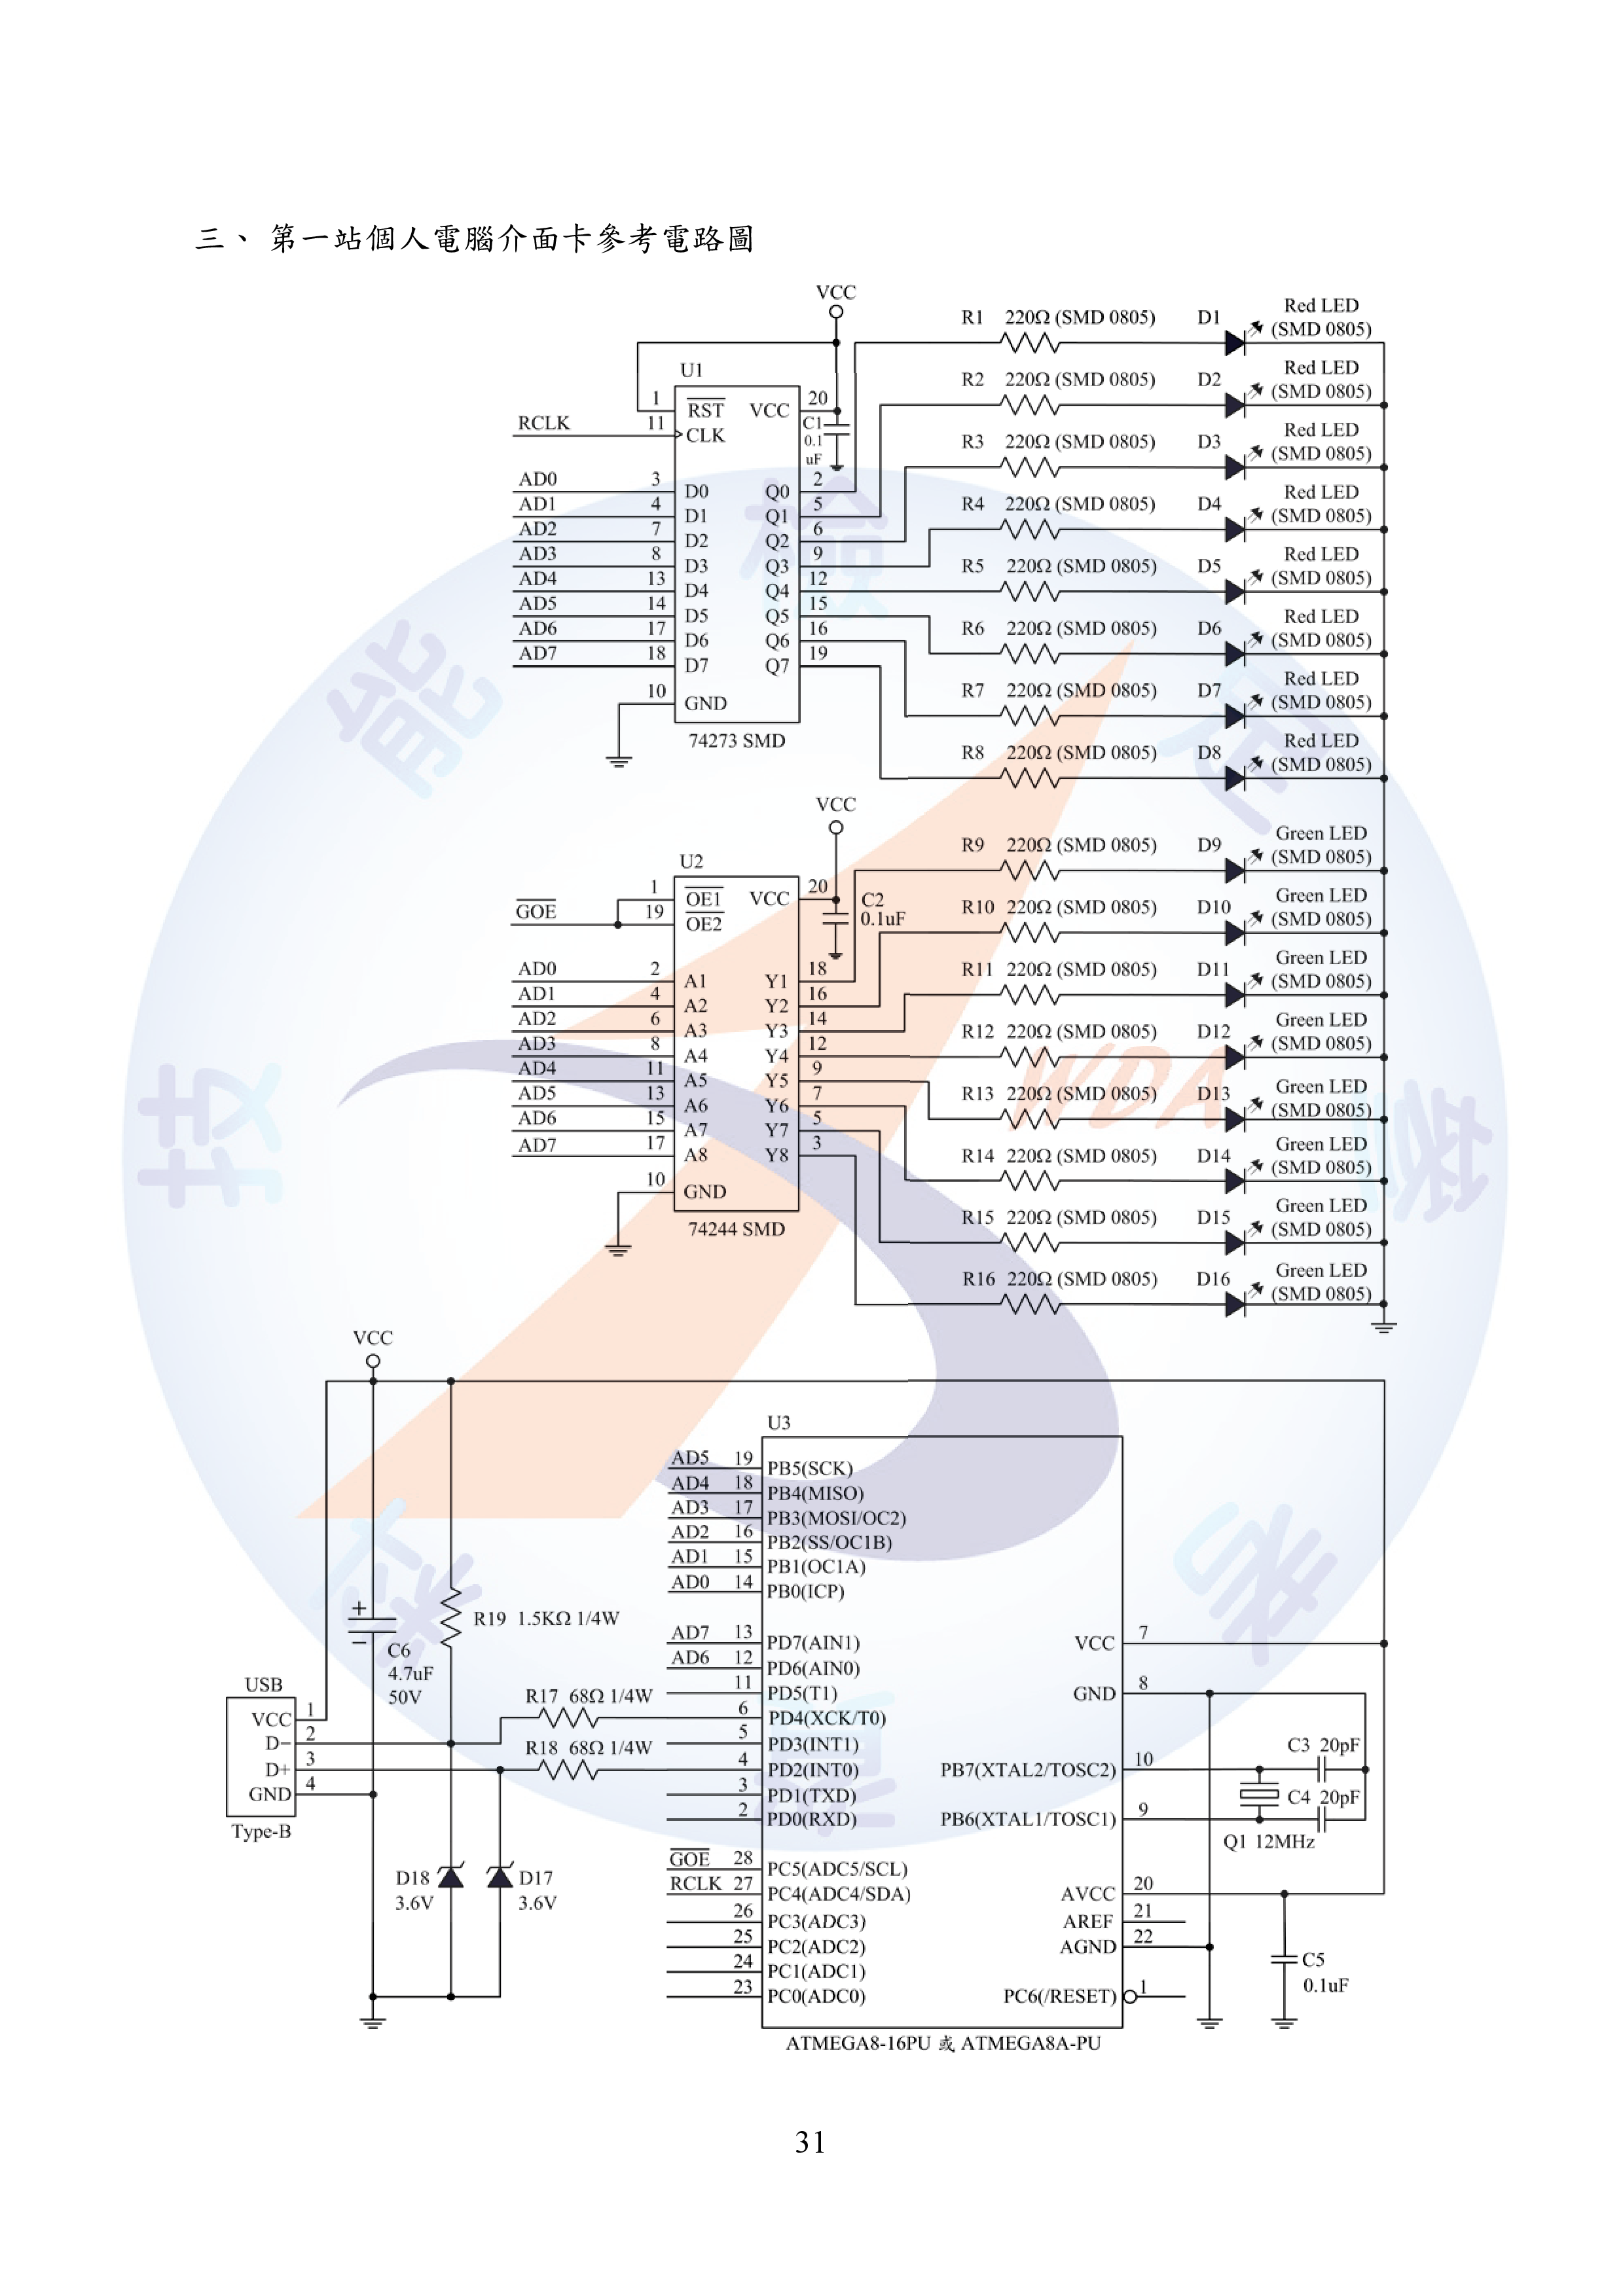 三、 第一站個人電腦介面卡參考電路圖
VCC
R1 220Ω (SMD 0805) D1 Red LED (SMD 0805)
R2 220Ω (SMD 0805) D2 Red LED (SMD 0805)
R3 220Ω (SMD 0805) D3 Red LED (SMD 0805)
R4 220Ω (SMD 0805) D4 Red LED (SMD 0805)
R5 220Ω (SMD 0805) D5 Red LED (SMD 0805)
R6 220Ω (SMD 0805) D6 Red LED (SMD 0805)
R7 220Ω (SMD 0805) D7 Red LED (SMD 0805)
R8 220Ω (SMD 0805) D8 Red LED (SMD 0805)
U1
1 RST VCC 20
RCLK 11 CLK
C1
0.1
uF
AD0 3 D0 Q0 2
AD1 4 D1 Q1 5
AD2 7 D2 Q2 6
AD3 8 D3 Q3 9
AD4 13 D4 Q4 12
AD5 14 D5 Q5 15
AD6 17 D6 Q6 16
AD7 18 D7 Q7 19
10 GND
74273 SMD
VCC
R9 220Ω (SMD 0805) D9 Green LED (SMD 0805)
R10 220Ω (SMD 0805) D10 Green LED (SMD 0805)
R11 220Ω (SMD 0805) D11 Green LED (SMD 0805)
R12 220Ω (SMD 0805) D12 Green LED (SMD 0805)
R13 220Ω (SMD 0805) D13 Green LED (SMD 0805)
R14 220Ω (SMD 0805) D14 Green LED (SMD 0805)
R15 220Ω (SMD 0805) D15 Green LED (SMD 0805)
R16 220Ω (SMD 0805) D16 Green LED (SMD 0805)
U2
1 OE1 VCC 20
GOE 19 OE2
C2
0.1uF
AD0 2 A1 Y1 18
AD1 4 A2 Y2 16
AD2 6 A3 Y3 14
AD3 8 A4 Y4 12
AD4 11 A5 Y5 9
AD5 13 A6 Y6 7
AD6 15 A7 Y7 5
AD7 17 A8 Y8 3
10 GND
74244 SMD
WDA
VCC
U3
AD5 19 PB5(SCK)
AD4 18 PB4(MISO)
AD3 17 PB3(MOSI/OC2)
AD2 16 PB2(SS/OC1B)
AD1 15 PB1(OC1A)
AD0 14 PB0(ICP)
AD7 13 PD7(AIN1)
AD6 12 PD6(AIN0)
11 PD5(T1)
6 PD4(XCK/T0)
5 PD3(INT1)
4 PD2(INT0)
3 PD1(TXD)
2 PD0(RXD)
GOE 28 PC5(ADC5/SCL)
RCLK 27 PC4(ADC4/SDA)
26 PC3(ADC3)
25 PC2(ADC2)
24 PC1(ADC1)
23 PC0(ADC0)
VCC 7
GND 8
PB7(XTAL2/TOSC2) 10
PB6(XTAL1/TOSC1) 9
AVCC 20
AREF 21
AGND 22
PC6(/RESET) 1
ATMEGA8-16PU 或 ATMEGA8A-PU
R19 1.5KΩ 1/4W
+
−
C6
4.7uF
50V
R17 68Ω 1/4W
R18 68Ω 1/4W
USB
VCC 1
D− 2
D+ 3
GND 4
Type-B
D18
3.6V
D17
3.6V
C3 20pF
C4 20pF
Q1 12MHz
C5
0.1uF
技能檢定
31